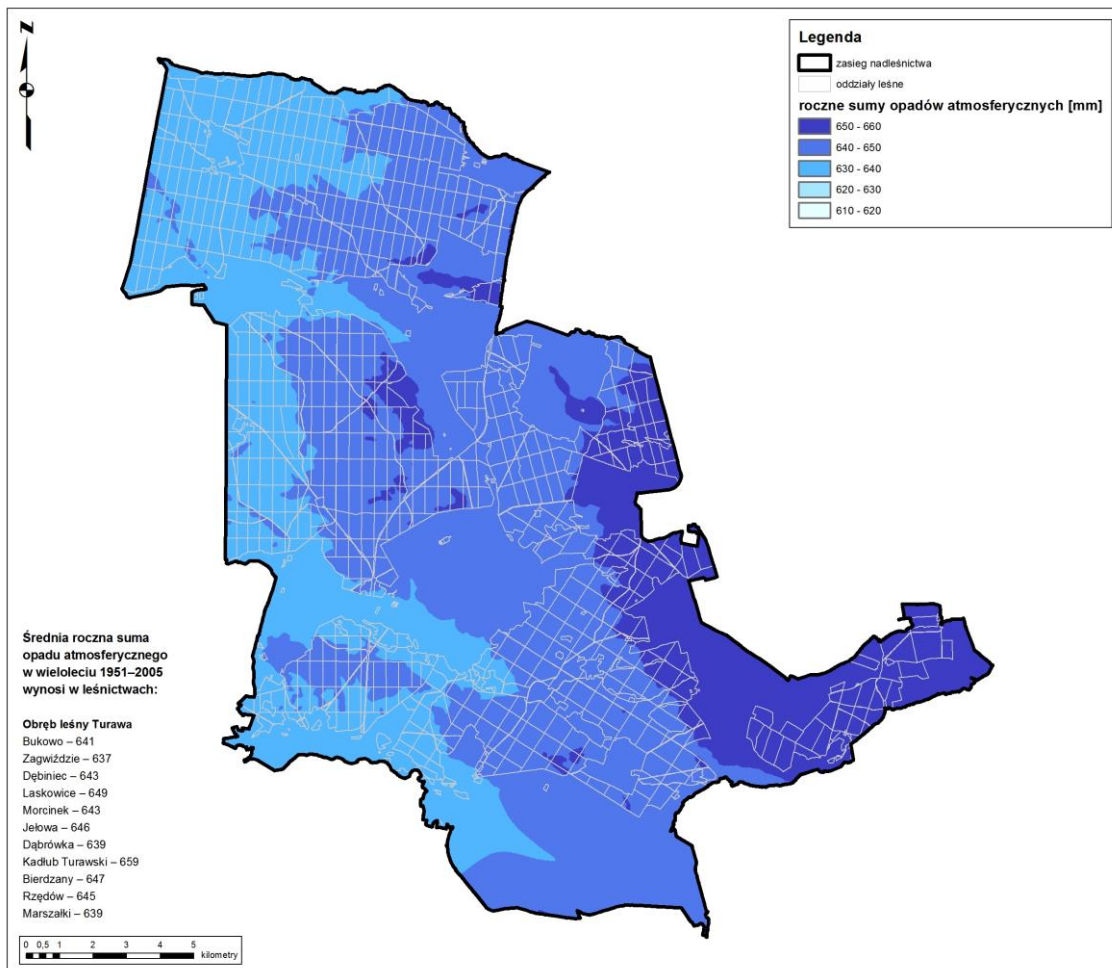 N
Legenda
zasieg nadleśnictwa
oddziały leśne
roczne sumy opadów atmosferycznych [mm]
650 - 660
640 - 650
630 - 640
620 - 630
610 - 620
Średnia roczna suma
opadu atmosferycznego
w wieloleciu 1951–2005
wynosi w leśnictwach:
Obręb leśny Turawa
Bukowo – 641
Zagwiździe – 637
Dębiniec – 643
Laskowice – 649
Morcinek – 643
Jełowa – 646
Dąbrówka – 639
Kadłub Turawski – 659
Bierdzany – 647
Rzędów – 645
Marszałki – 639
0 0,5 1 2 3 4 5
kilometry